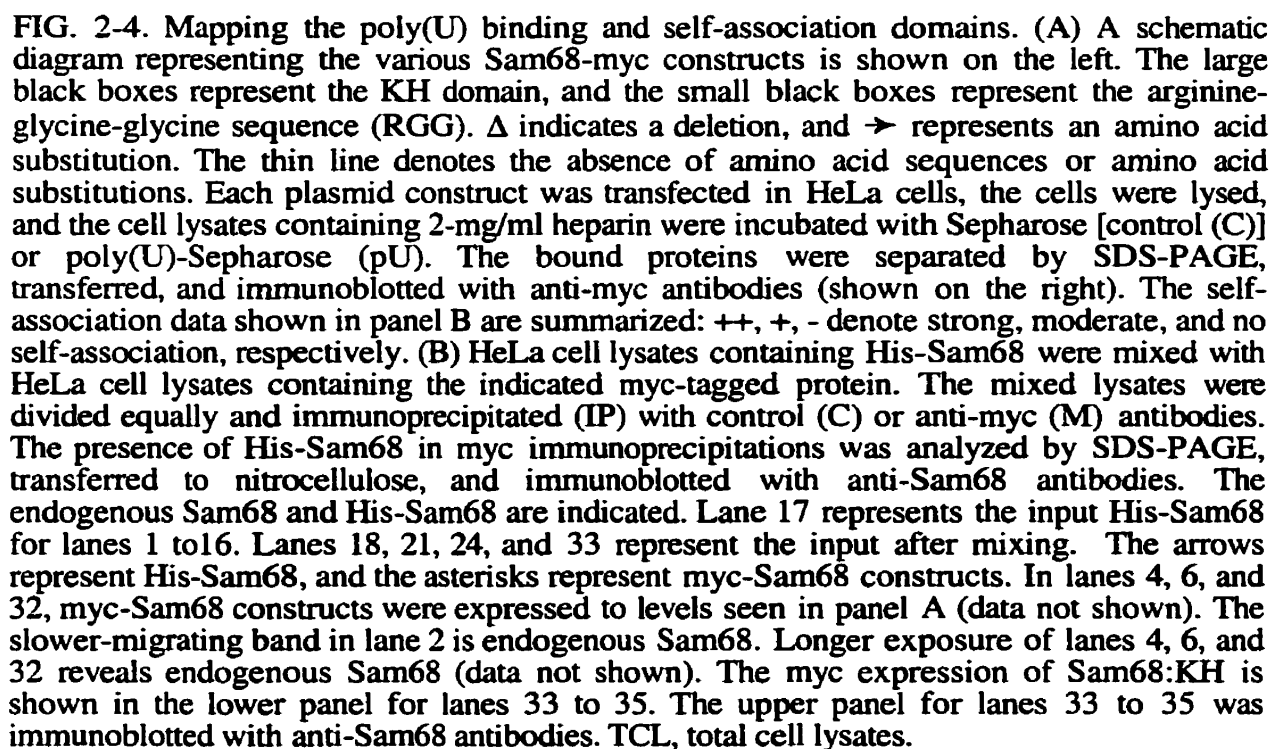 FIG. 2-4. Mapping the poly(U) binding and self-association domains. (A) A schematic
diagram representing the various Sam68-myc constructs is shown on the left. The large
black boxes represent the KH domain, and the small black boxes represent the arginine-
glycine-glycine sequence (RGG). Δ indicates a deletion, and → represents an amino acid
substitution. The thin line denotes the absence of amino acid sequences or amino acid
substitutions. Each plasmid construct was transfected in HeLa cells, the cells were lysed,
and the cell lysates containing 2-mg/ml heparin were incubated with Sepharose [control (C)]
or poly(U)-Sepharose (pU). The bound proteins were separated by SDS-PAGE,
transferred, and immunoblotted with anti-myc antibodies (shown on the right). The self-
association data shown in panel B are summarized: ++, +, - denote strong, moderate, and no
self-association, respectively. (B) HeLa cell lysates containing His-Sam68 were mixed with
HeLa cell lysates containing the indicated myc-tagged protein. The mixed lysates were
divided equally and immunoprecipitated (IP) with control (C) or anti-myc (M) antibodies.
The presence of His-Sam68 in myc immunoprecipitations was analyzed by SDS-PAGE,
transferred to nitrocellulose, and immunoblotted with anti-Sam68 antibodies. The
endogenous Sam68 and His-Sam68 are indicated. Lane 17 represents the input His-Sam68
for lanes 1 to16. Lanes 18, 21, 24, and 33 represent the input after mixing. The arrows
represent His-Sam68, and the asterisks represent myc-Sam68 constructs. In lanes 4, 6, and
32, myc-Sam68 constructs were expressed to levels seen in panel A (data not shown). The
slower-migrating band in lane 2 is endogenous Sam68. Longer exposure of lanes 4, 6, and
32 reveals endogenous Sam68 (data not shown). The myc expression of Sam68:KH is
shown in the lower panel for lanes 33 to 35. The upper panel for lanes 33 to 35 was
immunoblotted with anti-Sam68 antibodies. TCL, total cell lysates.